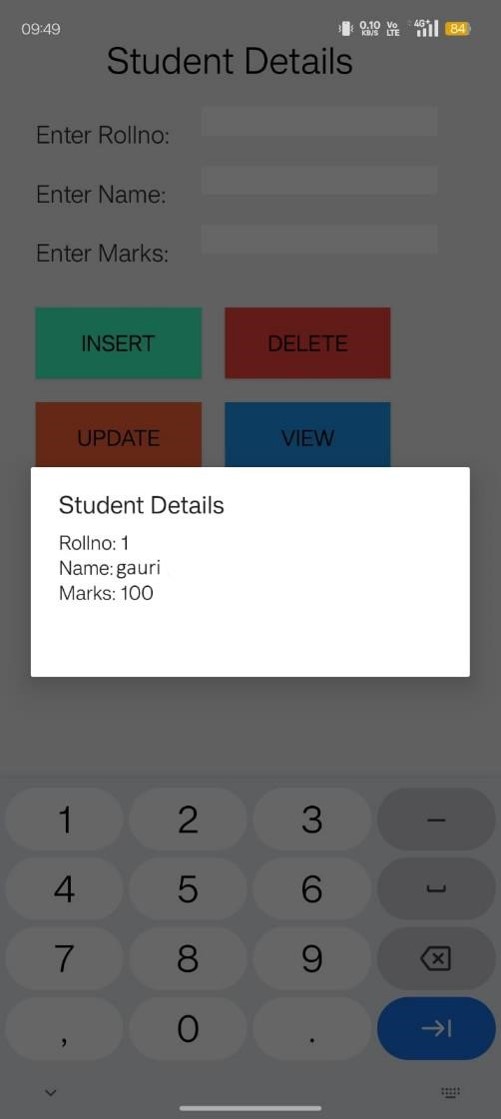 09:49 0.10 KB/S Vo LTE 4G+ 84
Student Details
Enter Rollno:
Enter Name:
Enter Marks:
INSERT DELETE
UPDATE VIEW
Student Details
Rollno: 1
Name: gauri
Marks: 100
1 2 3 –
4 5 6
7 8 9
, 0 .